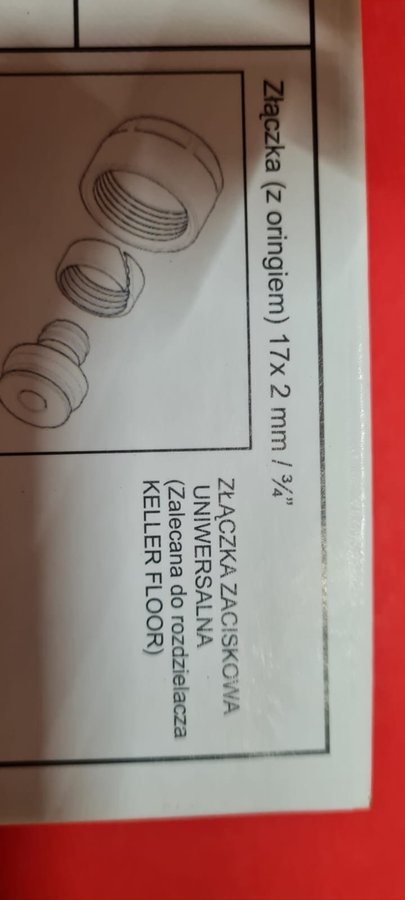 Złączka (z oringiem) 17x 2 mm / ¾"
ZŁĄCZKA ZACISKOWA
UNIWERSALNA
(Zalecana do rozdzielacza
KELLER FLOOR)